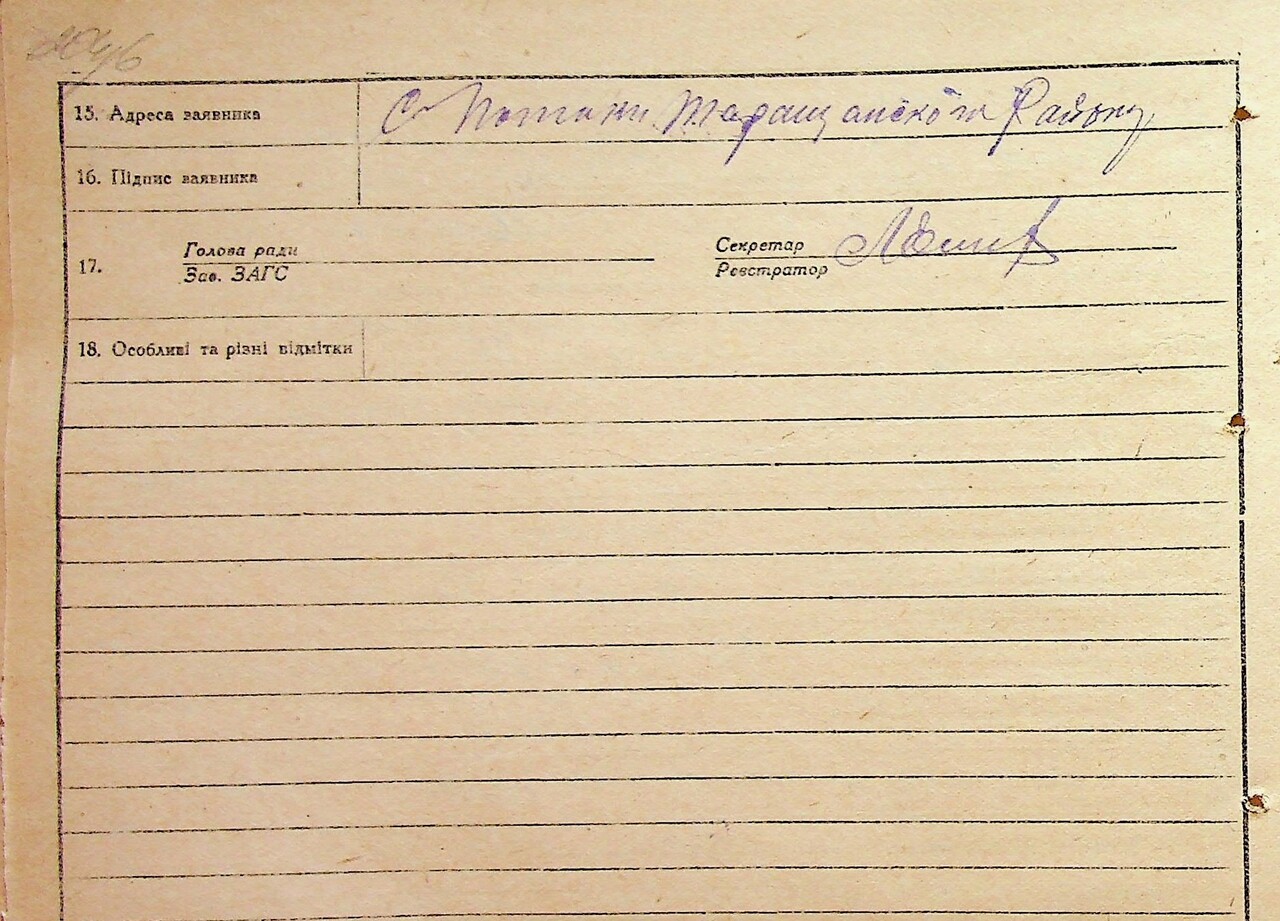 2046
15. Адреса заявника С Потоки Таращанського Району
16. Підпис заявника
17. Голова ради Секретар
Зав. ЗАГС Реєстратор
18. Особливі та різні відмітки